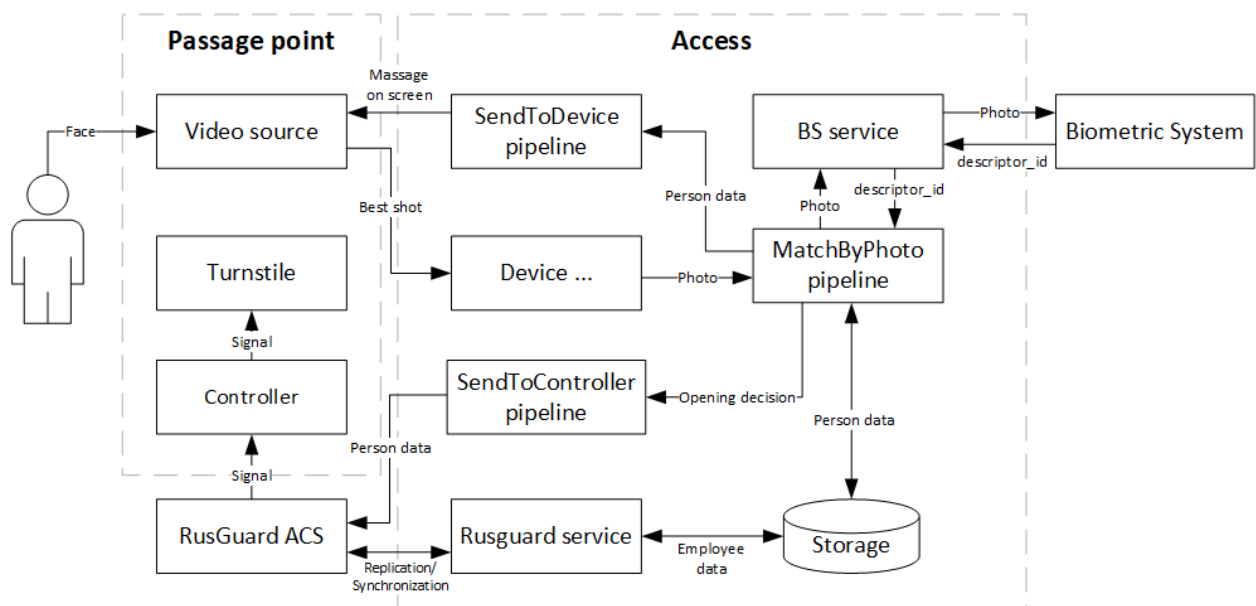 Passage point
Access
Massage
on screen
Face
Video source
SendToDevice
pipeline
BS service
Photo
Biometric System
descriptor_id
descriptor_id
Best shot
Person data
Photo
Turnstile
Device ...
Photo
MatchByPhoto
pipeline
Signal
Controller
SendToController
pipeline
Opening decision
Person data
Person data
Signal
RusGuard ACS
Rusguard service
Employee
data
Storage
Replication/
Synchronization